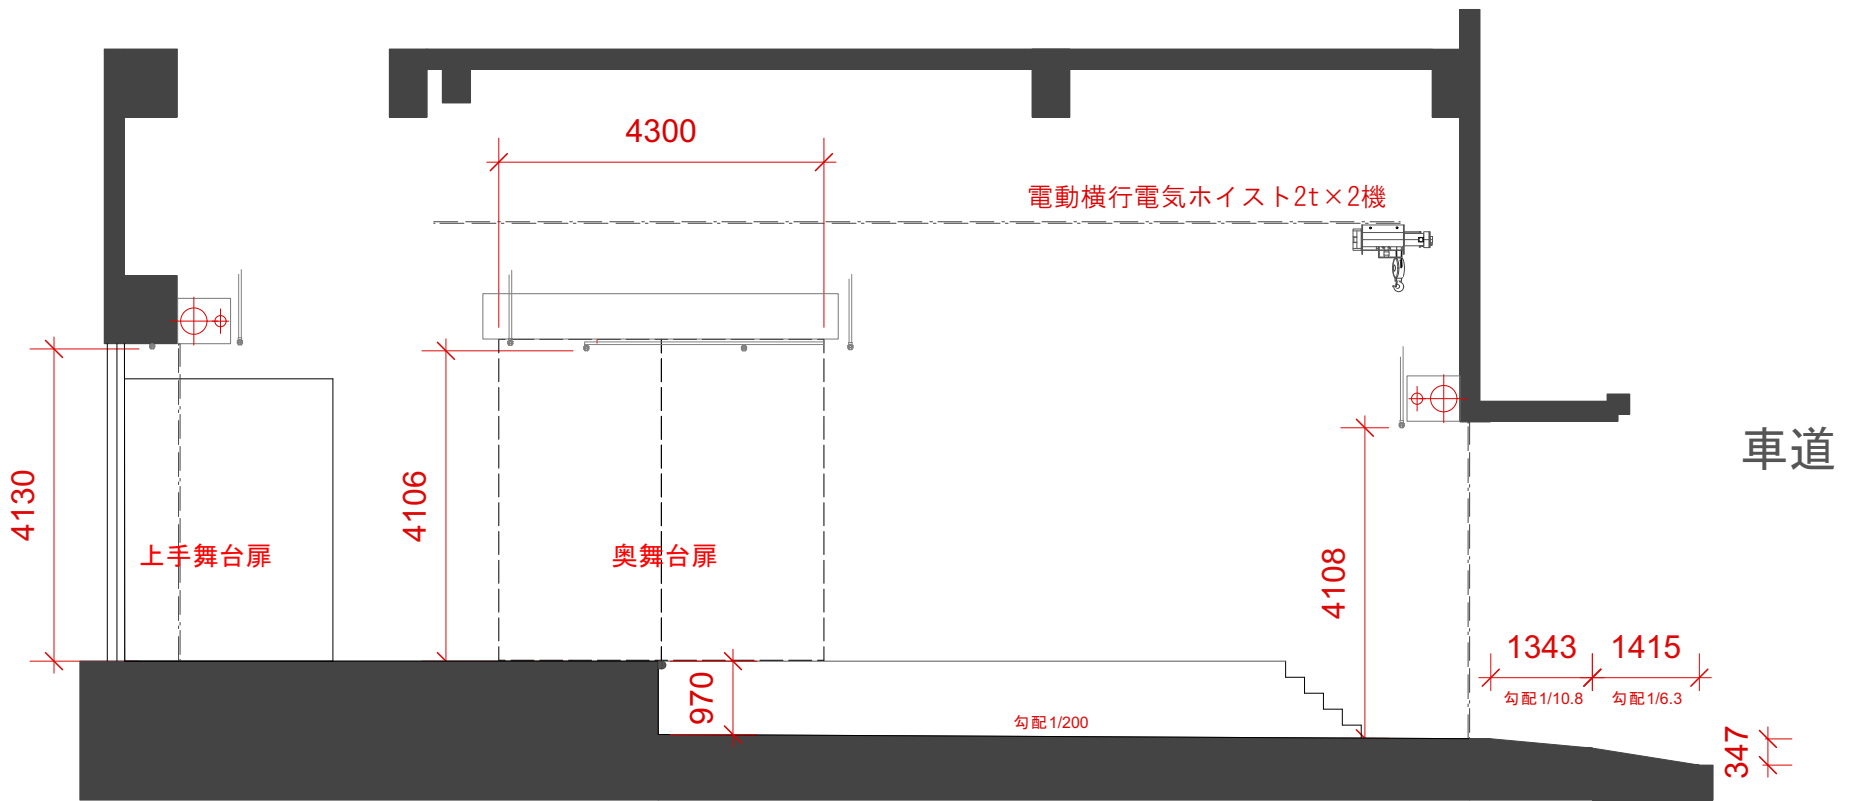 4300
電動横行電気ホイスト2t×2機
車道
4130
4106
上手舞台扉
奥舞台扉
4108
1343
1415
勾配1/10.8
勾配1/6.3
970
勾配1/200
347